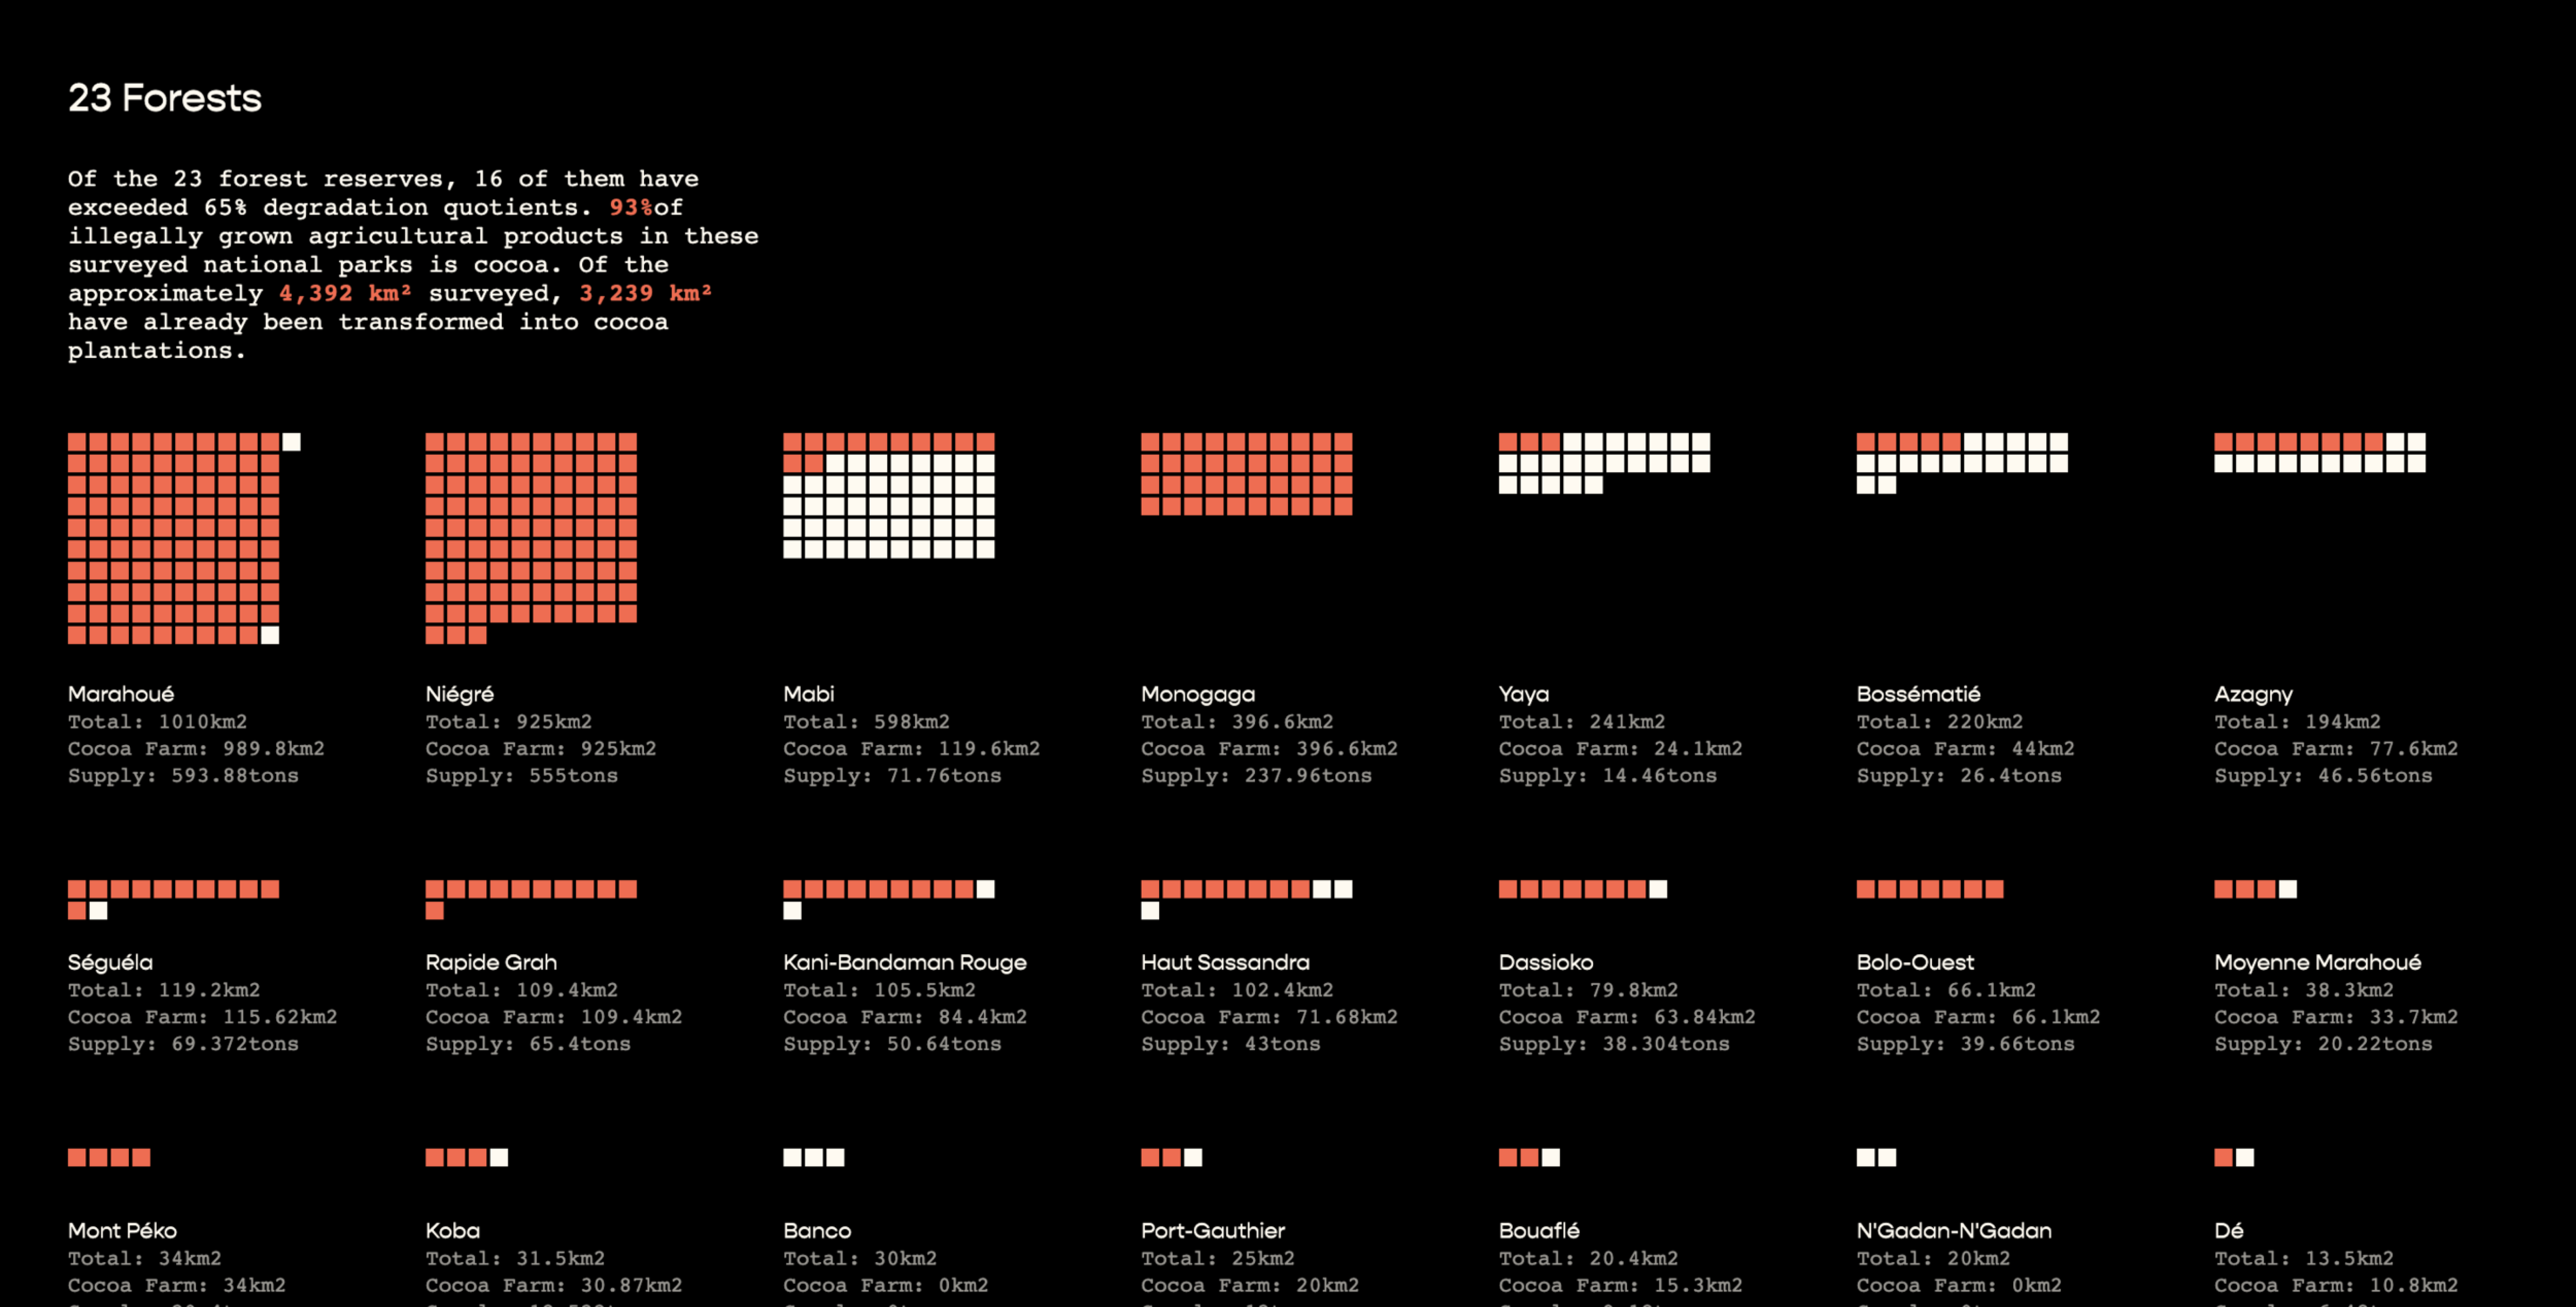 23 Forests
Of the 23 forest reserves, 16 of them have
exceeded 65% degradation quotients. 93%of
illegally grown agricultural products in these
surveyed national parks is cocoa. Of the
approximately 4,392 km² surveyed, 3,239 km²
have already been transformed into cocoa
plantations.
Marahoué
Total: 1010km2
Cocoa Farm: 989.8km2
Supply: 593.88tons
Niégré
Total: 925km2
Cocoa Farm: 925km2
Supply: 555tons
Mabi
Total: 598km2
Cocoa Farm: 119.6km2
Supply: 71.76tons
Monogaga
Total: 396.6km2
Cocoa Farm: 396.6km2
Supply: 237.96tons
Yaya
Total: 241km2
Cocoa Farm: 24.1km2
Supply: 14.46tons
Bossématié
Total: 220km2
Cocoa Farm: 44km2
Supply: 26.4tons
Azagny
Total: 194km2
Cocoa Farm: 77.6km2
Supply: 46.56tons
Séguéla
Total: 119.2km2
Cocoa Farm: 115.62km2
Supply: 69.372tons
Rapide Grah
Total: 109.4km2
Cocoa Farm: 109.4km2
Supply: 65.4tons
Kani-Bandaman Rouge
Total: 105.5km2
Cocoa Farm: 84.4km2
Supply: 50.64tons
Haut Sassandra
Total: 102.4km2
Cocoa Farm: 71.68km2
Supply: 43tons
Dassioko
Total: 79.8km2
Cocoa Farm: 63.84km2
Supply: 38.304tons
Bolo-Ouest
Total: 66.1km2
Cocoa Farm: 66.1km2
Supply: 39.66tons
Moyenne Marahoué
Total: 38.3km2
Cocoa Farm: 33.7km2
Supply: 20.22tons
Mont Péko
Total: 34km2
Cocoa Farm: 34km2
Koba
Total: 31.5km2
Cocoa Farm: 30.87km2
Banco
Total: 30km2
Cocoa Farm: 0km2
Port-Gauthier
Total: 25km2
Cocoa Farm: 20km2
Bouaflé
Total: 20.4km2
Cocoa Farm: 15.3km2
N'Gadan-N'Gadan
Total: 20km2
Cocoa Farm: 0km2
Dé
Total: 13.5km2
Cocoa Farm: 10.8km2